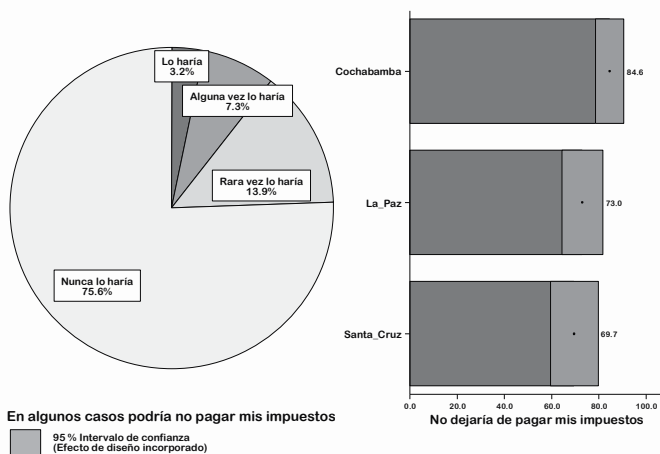 Lo haría
3.2%
Alguna vez lo haría
7.3%
Rara vez lo haría
13.9%
Nunca lo haría
75.6%
En algunos casos podría no pagar mis impuestos
95% Intervalo de confianza
(Efecto de diseño incorporado)
Cochabamba
84.6
La_Paz
73.0
Santa_Cruz
69.7
0.0 20.0 40.0 60.0 80.0 100.0
No dejaría de pagar mis impuestos